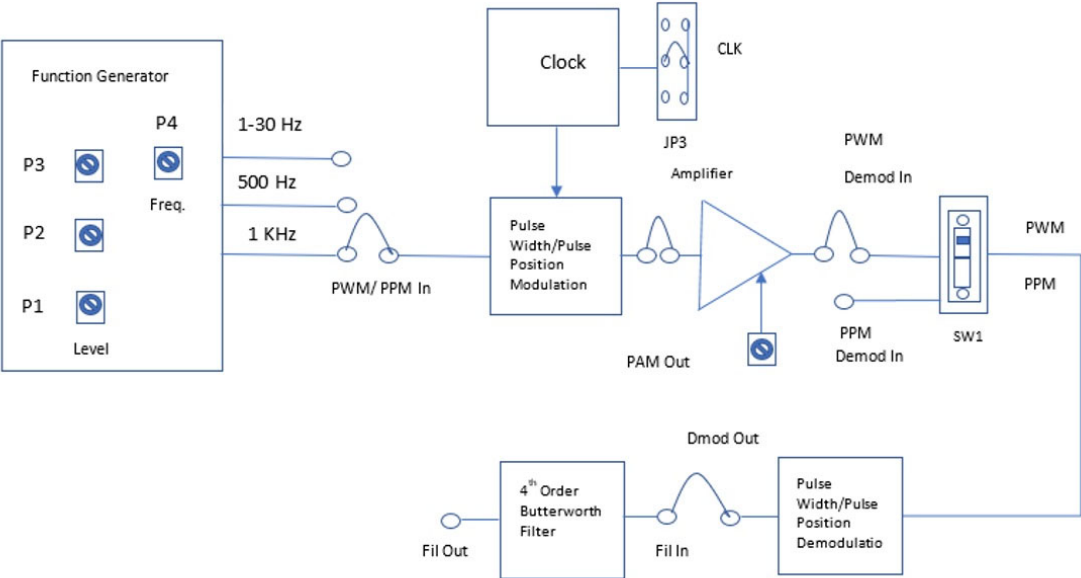 Function Generator
P4
P3
Freq.
P2
P1
Level
1-30 Hz
500 Hz
1 KHz
PWM/ PPM In
Clock
CLK
JP3
Pulse
Width/Pulse
Position
Modulation
Amplifier
PAM Out
PWM
Demod In
PPM
Demod In
PWM
PPM
SW1
Dmod Out
Pulse
Width/Pulse
Position
Demodulatio
Fil In
4th Order
Butterworth
Filter
Fil Out